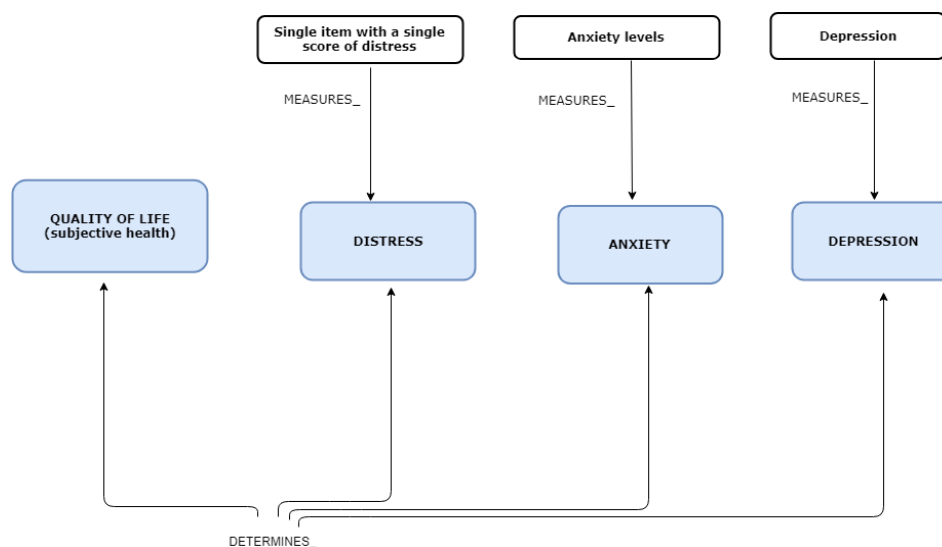 Single item with a single
score of distress
Anxiety levels
Depression
MEASURES_
MEASURES_
MEASURES_
QUALITY OF LIFE
(subjective health)
DISTRESS
ANXIETY
DEPRESSION
DETERMINES_